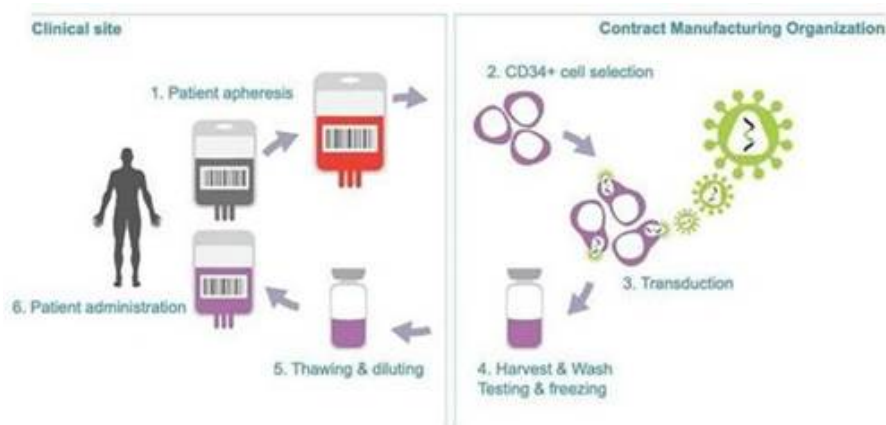 Clinical site
Contract Manufacturing Organization
1. Patient apheresis
2. CD34+ cell selection
3. Transduction
4. Harvest & Wash
Testing & freezing
5. Thawing & diluting
6. Patient administration